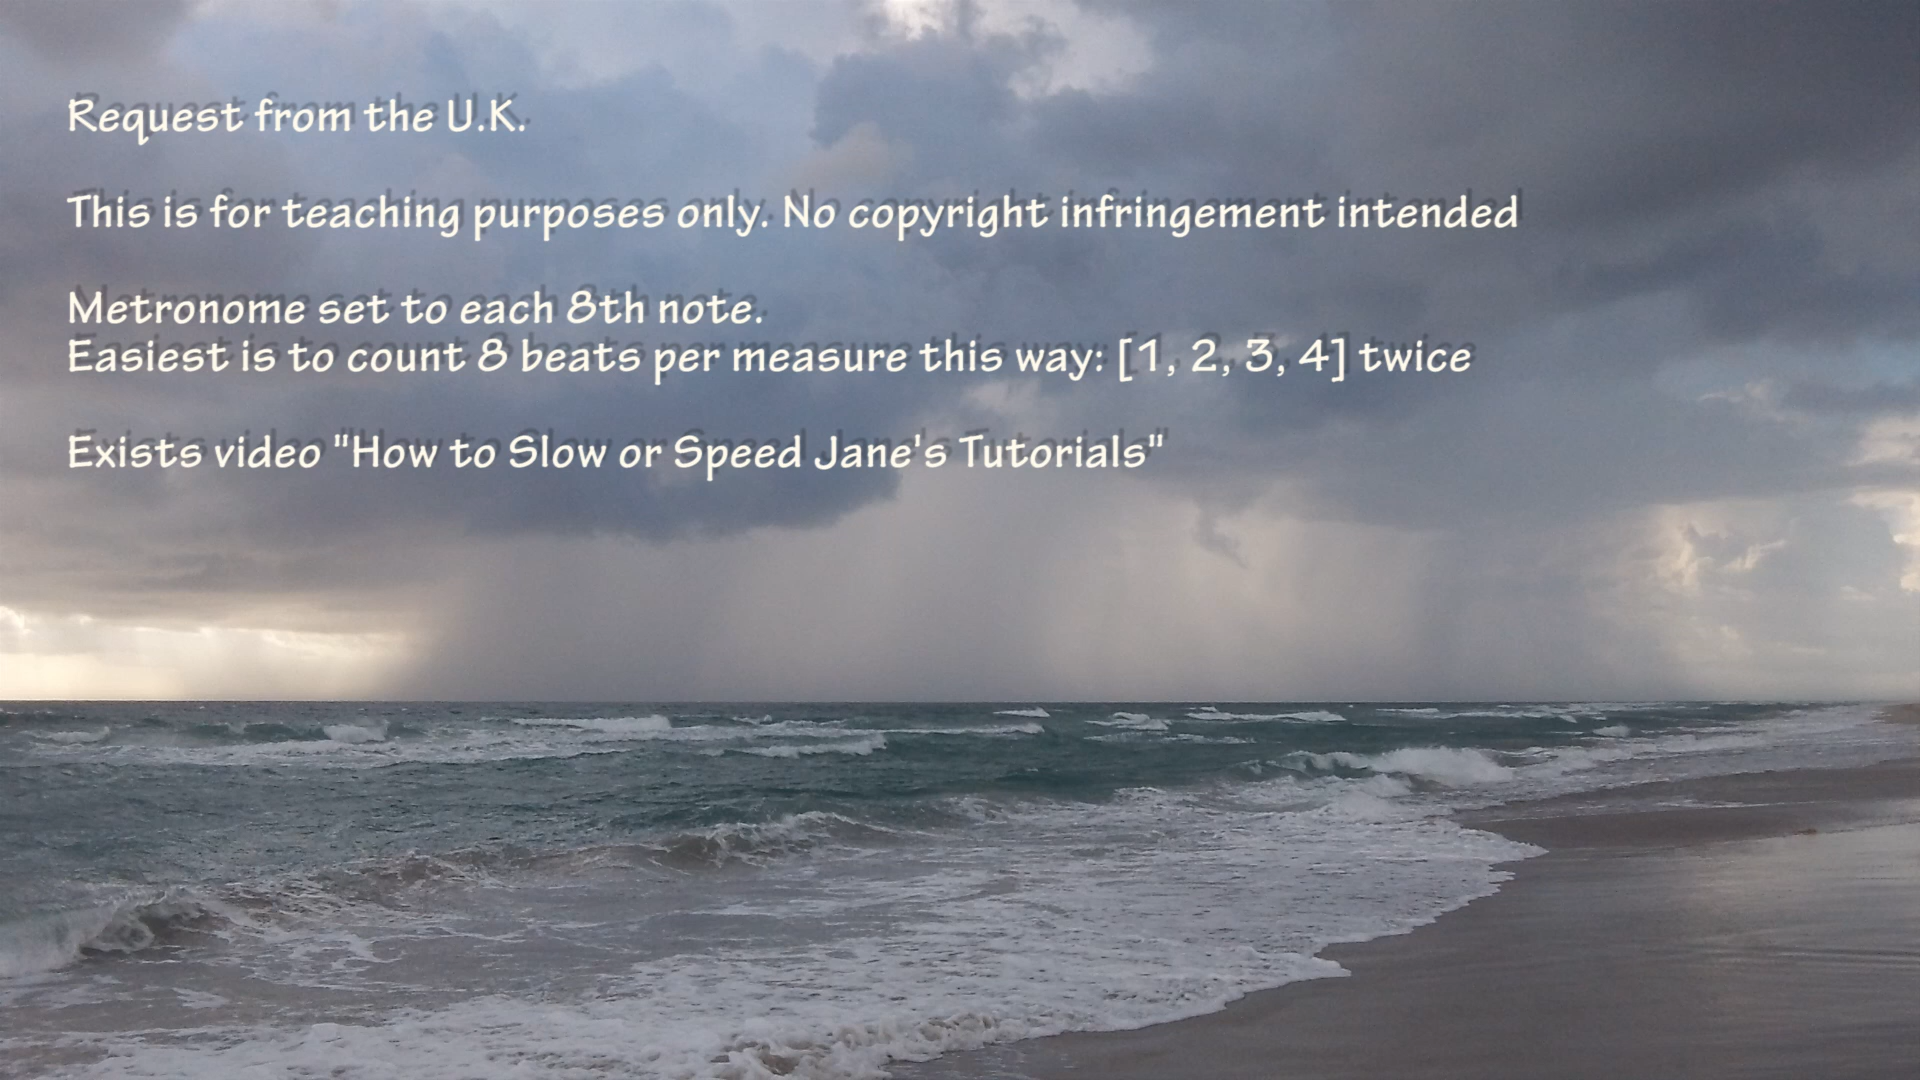 Request from the U.K.
This is for teaching purposes only. No copyright infringement intended
Metronome set to each 8th note.
Easiest is to count 8 beats per measure this way: [1, 2, 3, 4] twice
Exists video "How to Slow or Speed Jane's Tutorials"